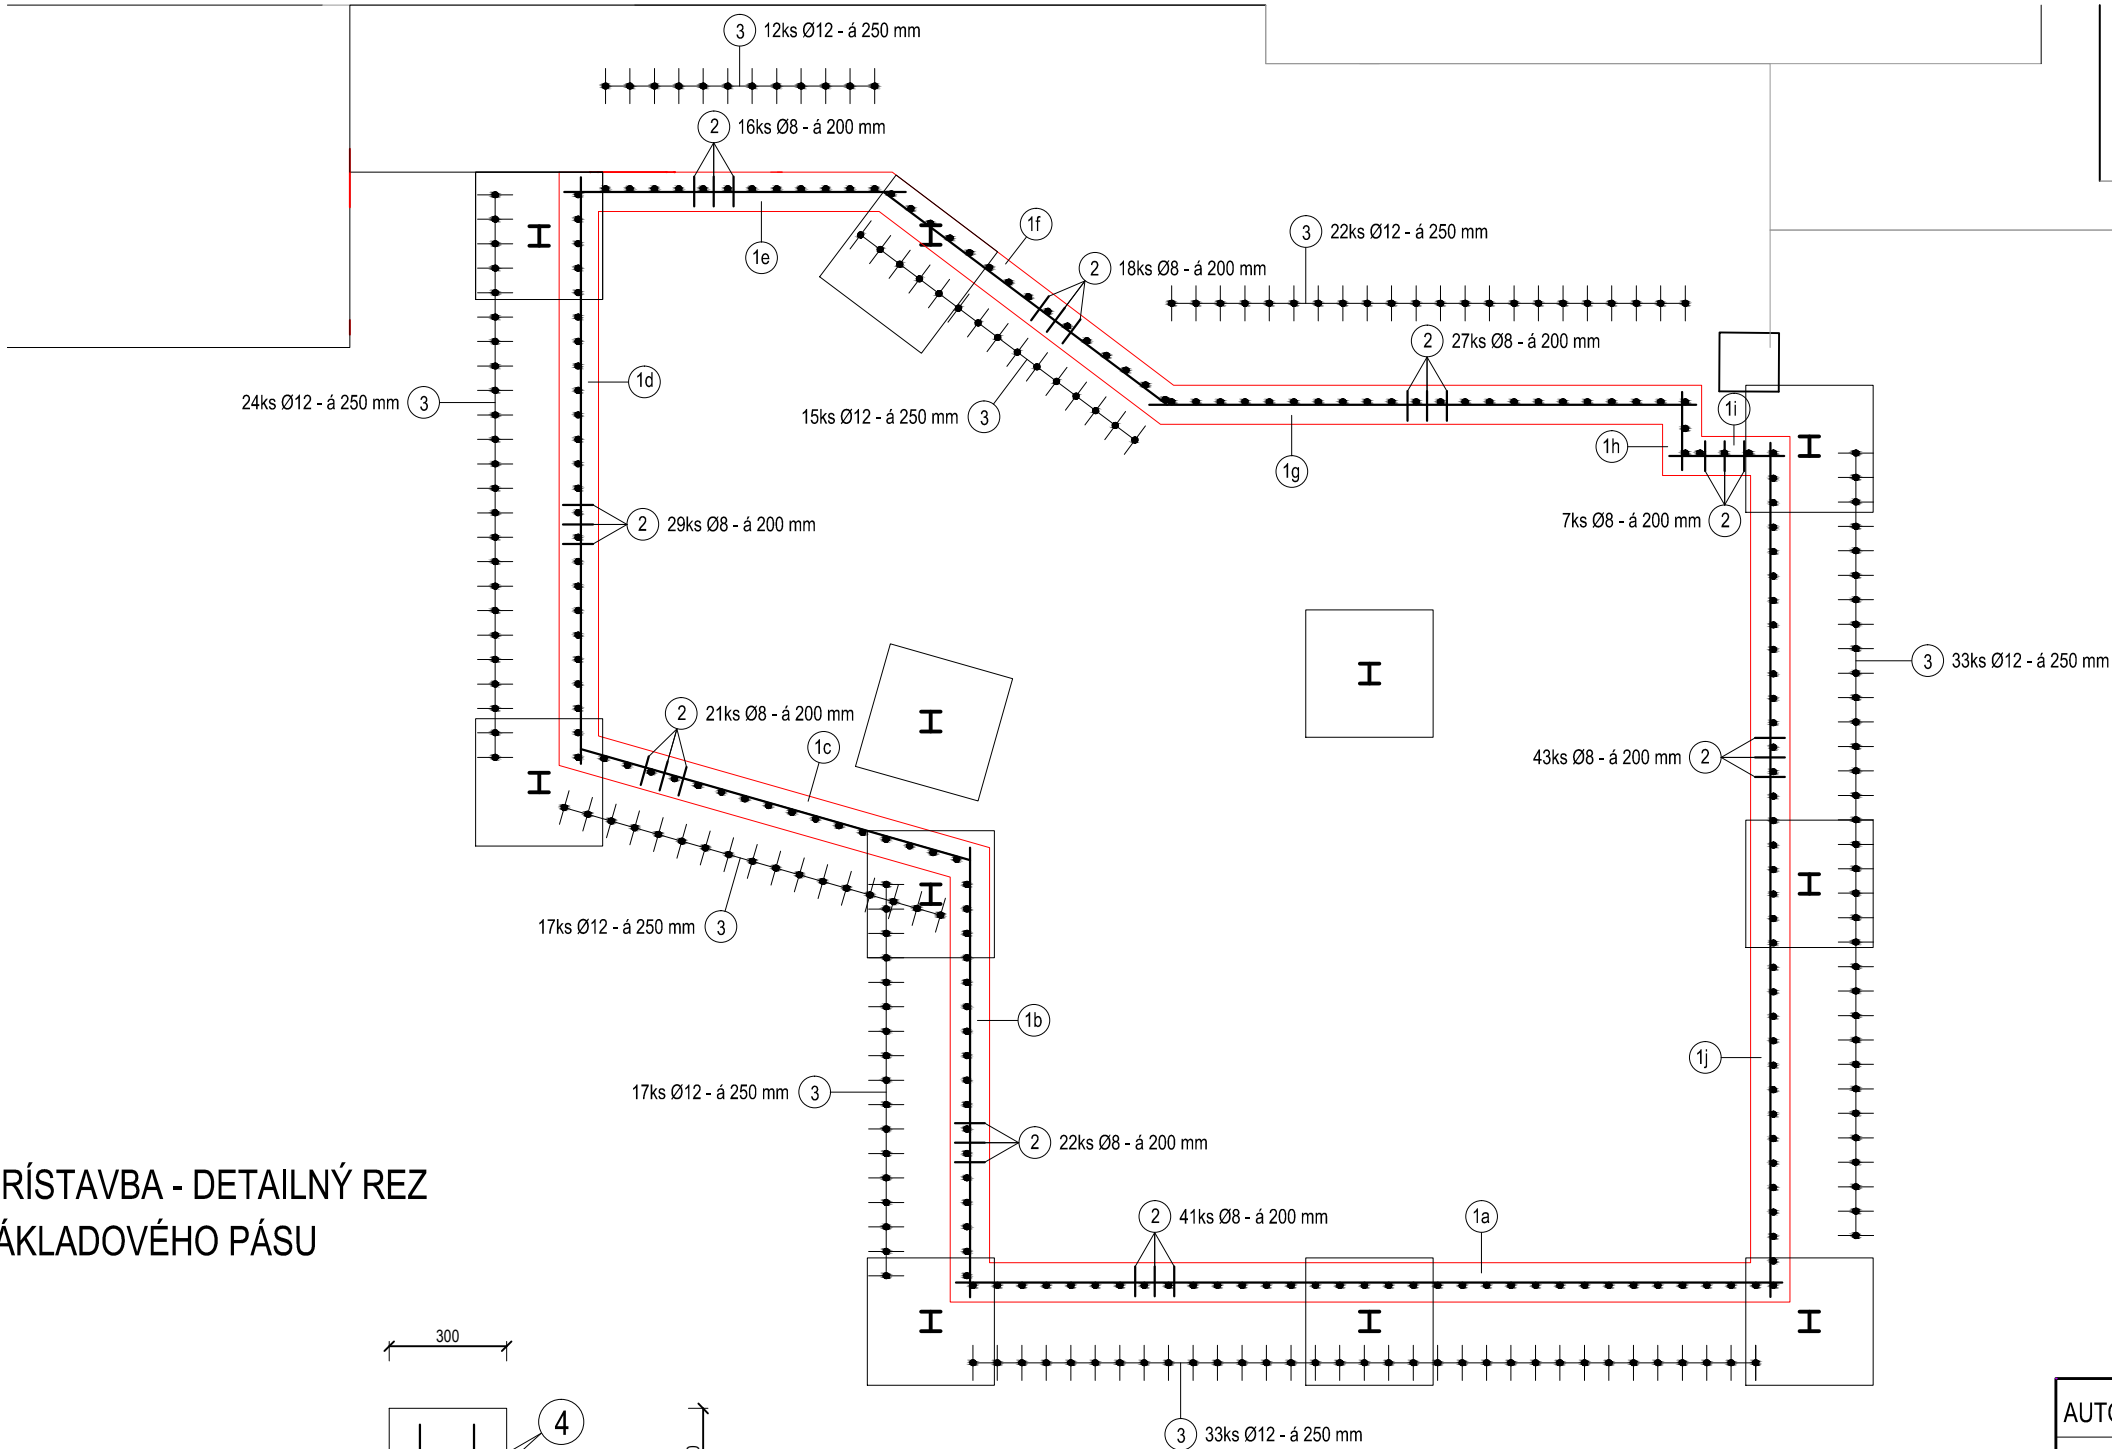 3 12ks Ø12 - á 250 mm
2 16ks Ø8 - á 200 mm
1e
1f
3 22ks Ø12 - á 250 mm
2 18ks Ø8 - á 200 mm
2 27ks Ø8 - á 200 mm
1d
24ks Ø12 - á 250 mm 3
15ks Ø12 - á 250 mm 3
1i
1h
1g
2 29ks Ø8 - á 200 mm
7ks Ø8 - á 200 mm 2
3 33ks Ø12 - á 250 mm
2 21ks Ø8 - á 200 mm
1c
43ks Ø8 - á 200 mm 2
17ks Ø12 - á 250 mm 3
1b
1j
17ks Ø12 - á 250 mm 3
2 22ks Ø8 - á 200 mm
RÍSTAVBA - DETAILNÝ REZ
ÁKLADOVÉHO PÁSU
2 41ks Ø8 - á 200 mm
1a
300
4
3 33ks Ø12 - á 250 mm
AUTO